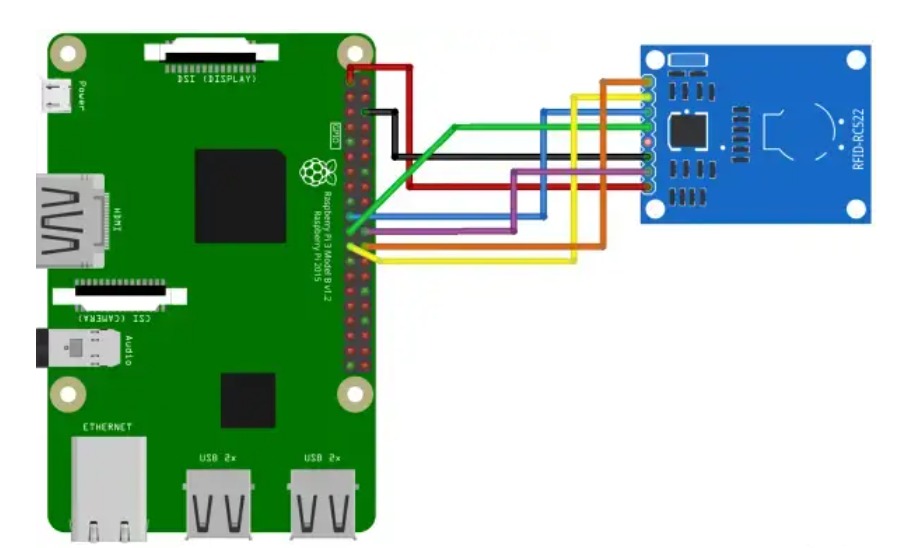 DSI (DISPLAY)
Power
GPIO
HDMI
Raspberry Pi 3 Model B v1.2
Raspberry Pi 2015
CSI (CAMERA)
Audio
ETHERNET
USB 2x
USB 2x
RFID-RC522